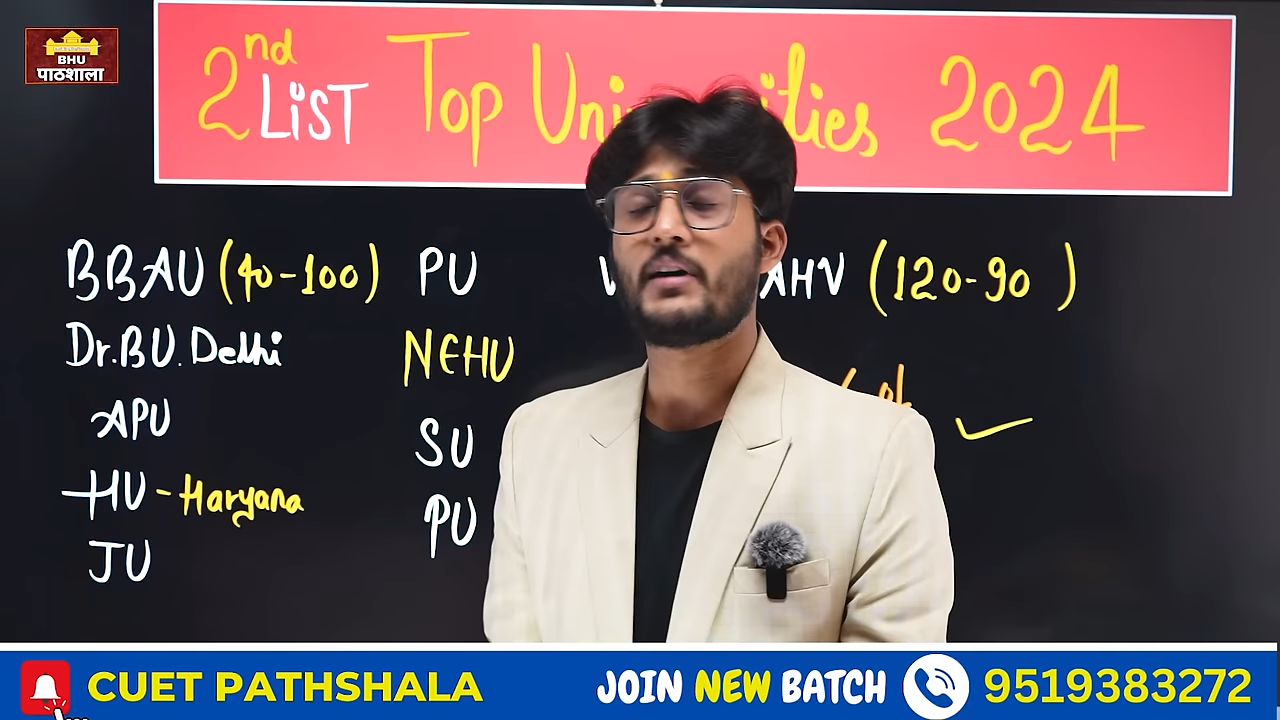 BHU
पाठशाला
2nd LiST Top Uni ities 2024
BBAU (40-100) PU AHV (120-90)
Dr.BU.Delhi NEHU
APU SU
HU - Haryana PU
JU
CUET PATHSHALA JOIN NEW BATCH 9519383272